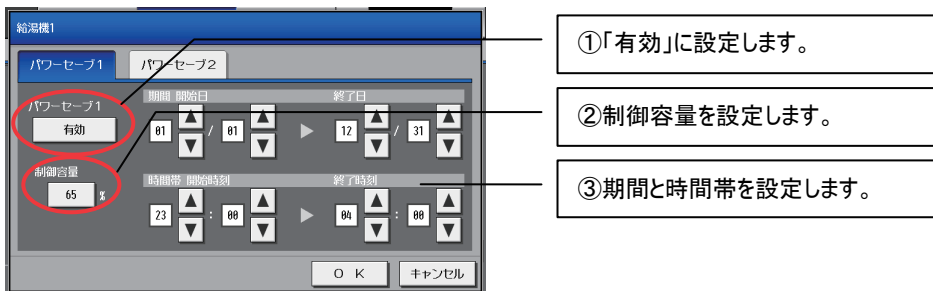 給湯機1
パワーセーブ1 パワーセーブ2
パワーセーブ1
有効
期間 開始日 終了日
01 / 01 ▶ 12 / 31
制御容量
65 %
時間帯 開始時刻 終了時刻
23 : 00 ▶ 04 : 00
OK キャンセル
①「有効」に設定します。
②制御容量を設定します。
③期間と時間帯を設定します。